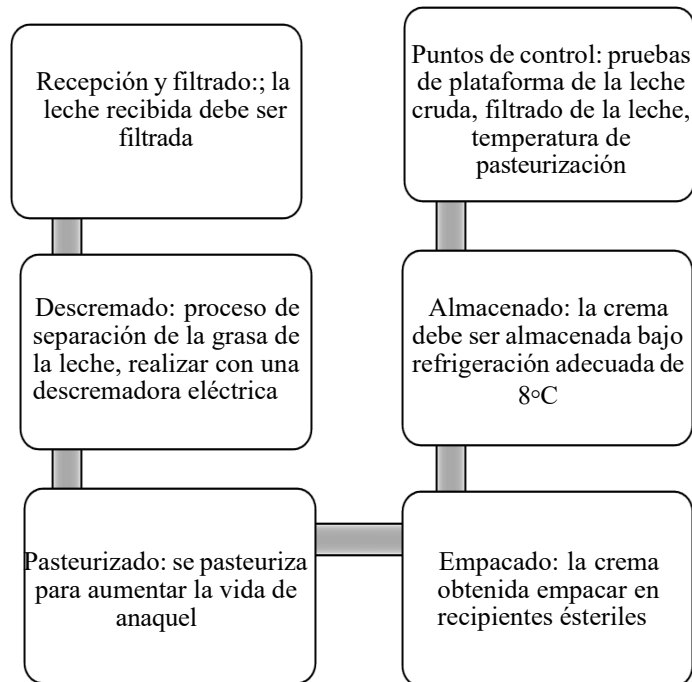 Recepción y filtrado:; la
leche recibida debe ser
filtrada
Descremado: proceso de
separación de la grasa de
la leche, realizar con una
descremadora eléctrica
Pasteurizado: se pasteuriza
para aumentar la vida de
anaquel
Empacado: la crema
obtenida empacar en
recipientes ésteriles
Almacenado: la crema
debe ser almacenada bajo
refrigeración adecuada de
8°C
Puntos de control: pruebas
de plataforma de la leche
cruda, filtrado de la leche,
temperatura de
pasteurización